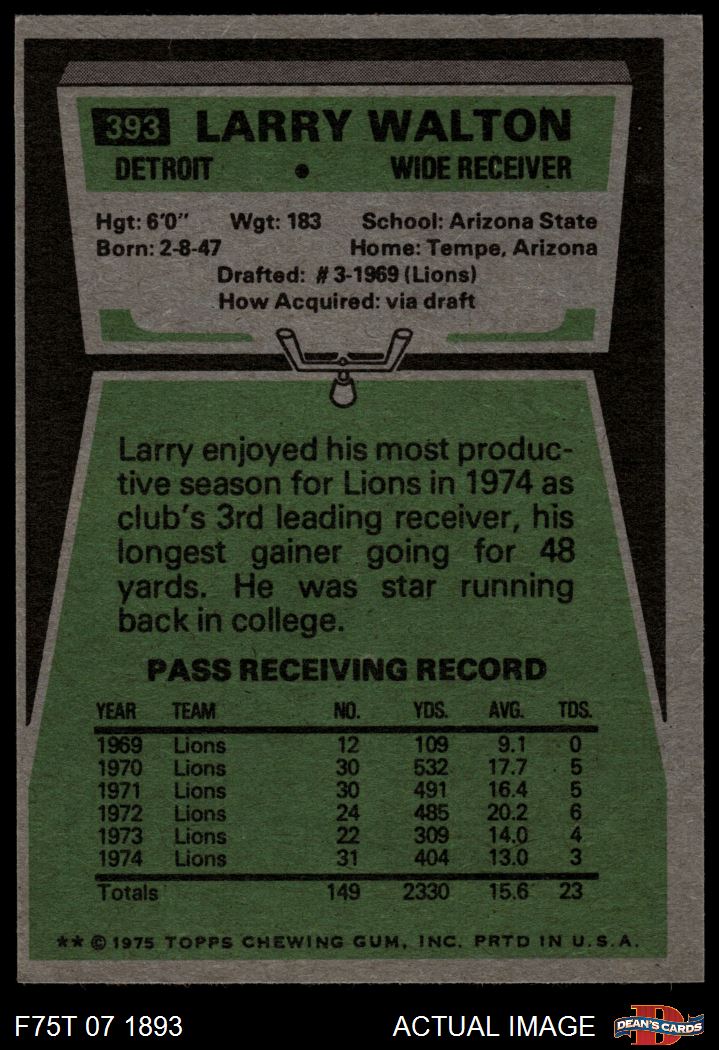 393 LARRY WALTON
DETROIT • WIDE RECEIVER
Hgt: 6'0" Wgt: 183 School: Arizona State
Born: 2-8-47 Home: Tempe, Arizona
Drafted: #3-1969 (Lions)
How Acquired: via draft
Larry enjoyed his most produc-
tive season for Lions in 1974 as
club's 3rd leading receiver, his
longest gainer going for 48
yards. He was star running
back in college.
PASS RECEIVING RECORD
YEAR TEAM NO. YDS. AVG. TDS.
1969 Lions 12 109 9.1 0
1970 Lions 30 532 17.7 5
1971 Lions 30 491 16.4 5
1972 Lions 24 485 20.2 6
1973 Lions 22 309 14.0 4
1974 Lions 31 404 13.0 3
Totals 149 2330 15.6 23
** © 1975 TOPPS CHEWING GUM, INC. PRTD IN U.S.A.
F75T 07 1893 ACTUAL IMAGE D DEAN'S CARDS